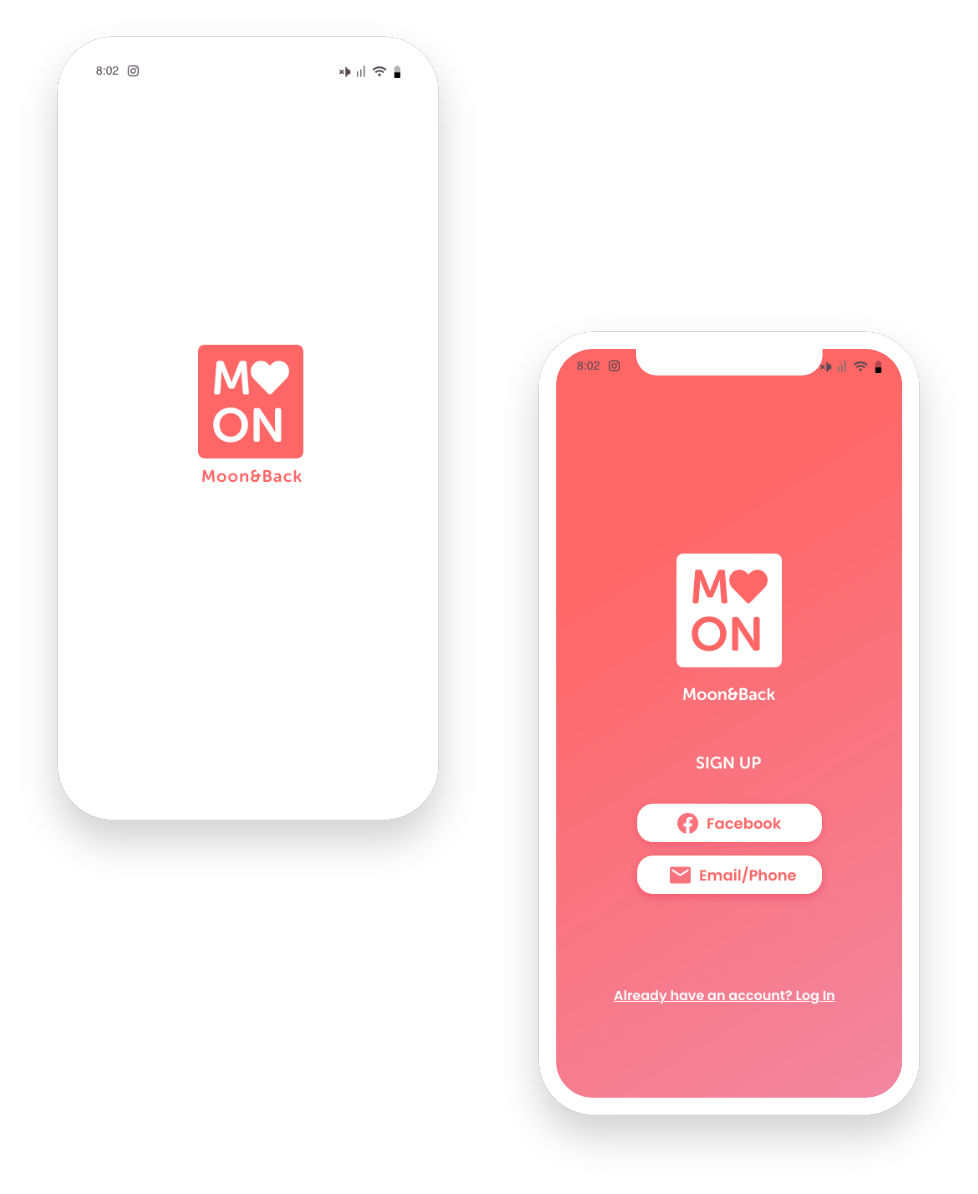 8:02
M♥
ON
Moon&Back
8:02
M♥
ON
Moon&Back
SIGN UP
Facebook
Email/Phone
Already have an account? Log In